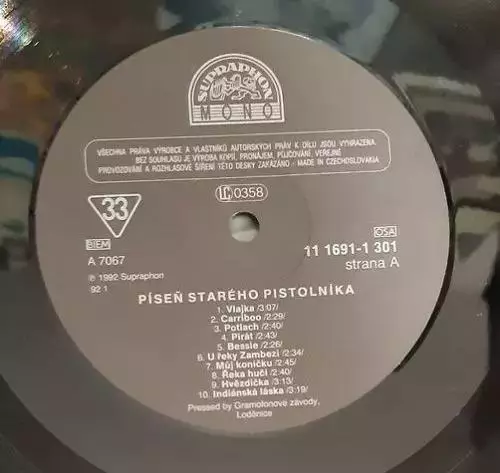 SUPRAPHON
MONO
VŠECHNA PRÁVA VÝROBCE A VLASTNÍKŮ AUTORSKÝCH PRÁV K DÍLU JSOU VYHRAZENA.
BEZ SOUHLASU JE VÝROBA KOPIÍ, PRONÁJEM, PŮJČOVÁNÍ, VEŘEJNÉ
PROVOZOVÁNÍ A ROZHLASOVÉ ŠÍŘENÍ TÉTO DESKY ZAKÁZÁNO · MADE IN CZECHOSLOVAKIA
LC 0358
33
BIEM
A 7067
℗ 1992 Supraphon
92 1
OSA
11 1691-1 301
strana A
PÍSEŇ STARÉHO PISTOLNÍKA
1. Vlajka /3:07/
2. Carriboo /2:29/
3. Potlach /2:40/
4. Pirát /2:40/
5. Bessie /2:26/
6. U řeky Zambezi /2:34/
7. Můj koníčku /2:45/
8. Řeka hučí /2:40/
9. Hvězdička /3:13/
10. Indiánská láska /3:19/
Pressed by Gramofonové závody,
Loděnice